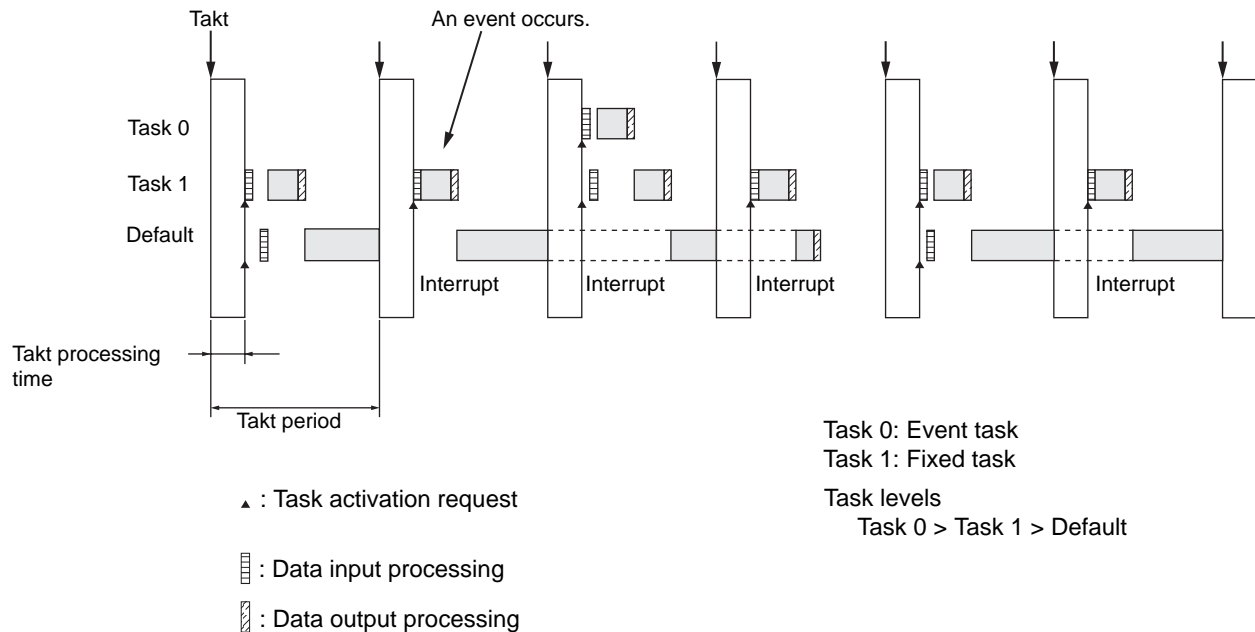 Takt
An event occurs.
Task 0
Task 1
Default
Interrupt
Interrupt
Interrupt
Interrupt
Takt processing
time
Takt period
Task 0: Event task
Task 1: Fixed task
Task levels
Task 0 > Task 1 > Default
: Task activation request
: Data input processing
: Data output processing